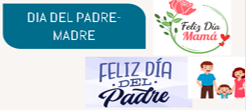 DIA DEL PADRE-
MADRE
Feliz Día
Mamá
FELIZ DÍA
DEL
Padre